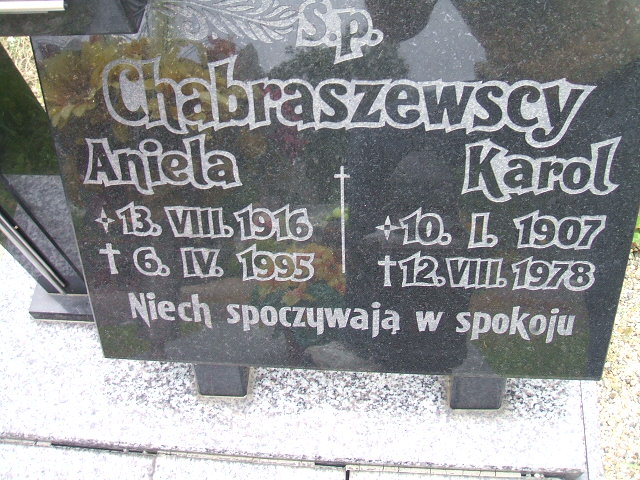 Ś.P.
Chabraszewscy
Aniela Karol
13. VIII. 1916 10. I. 1907
6. IV. 1995 12. VIII. 1978
Niech spoczywają w spokoju